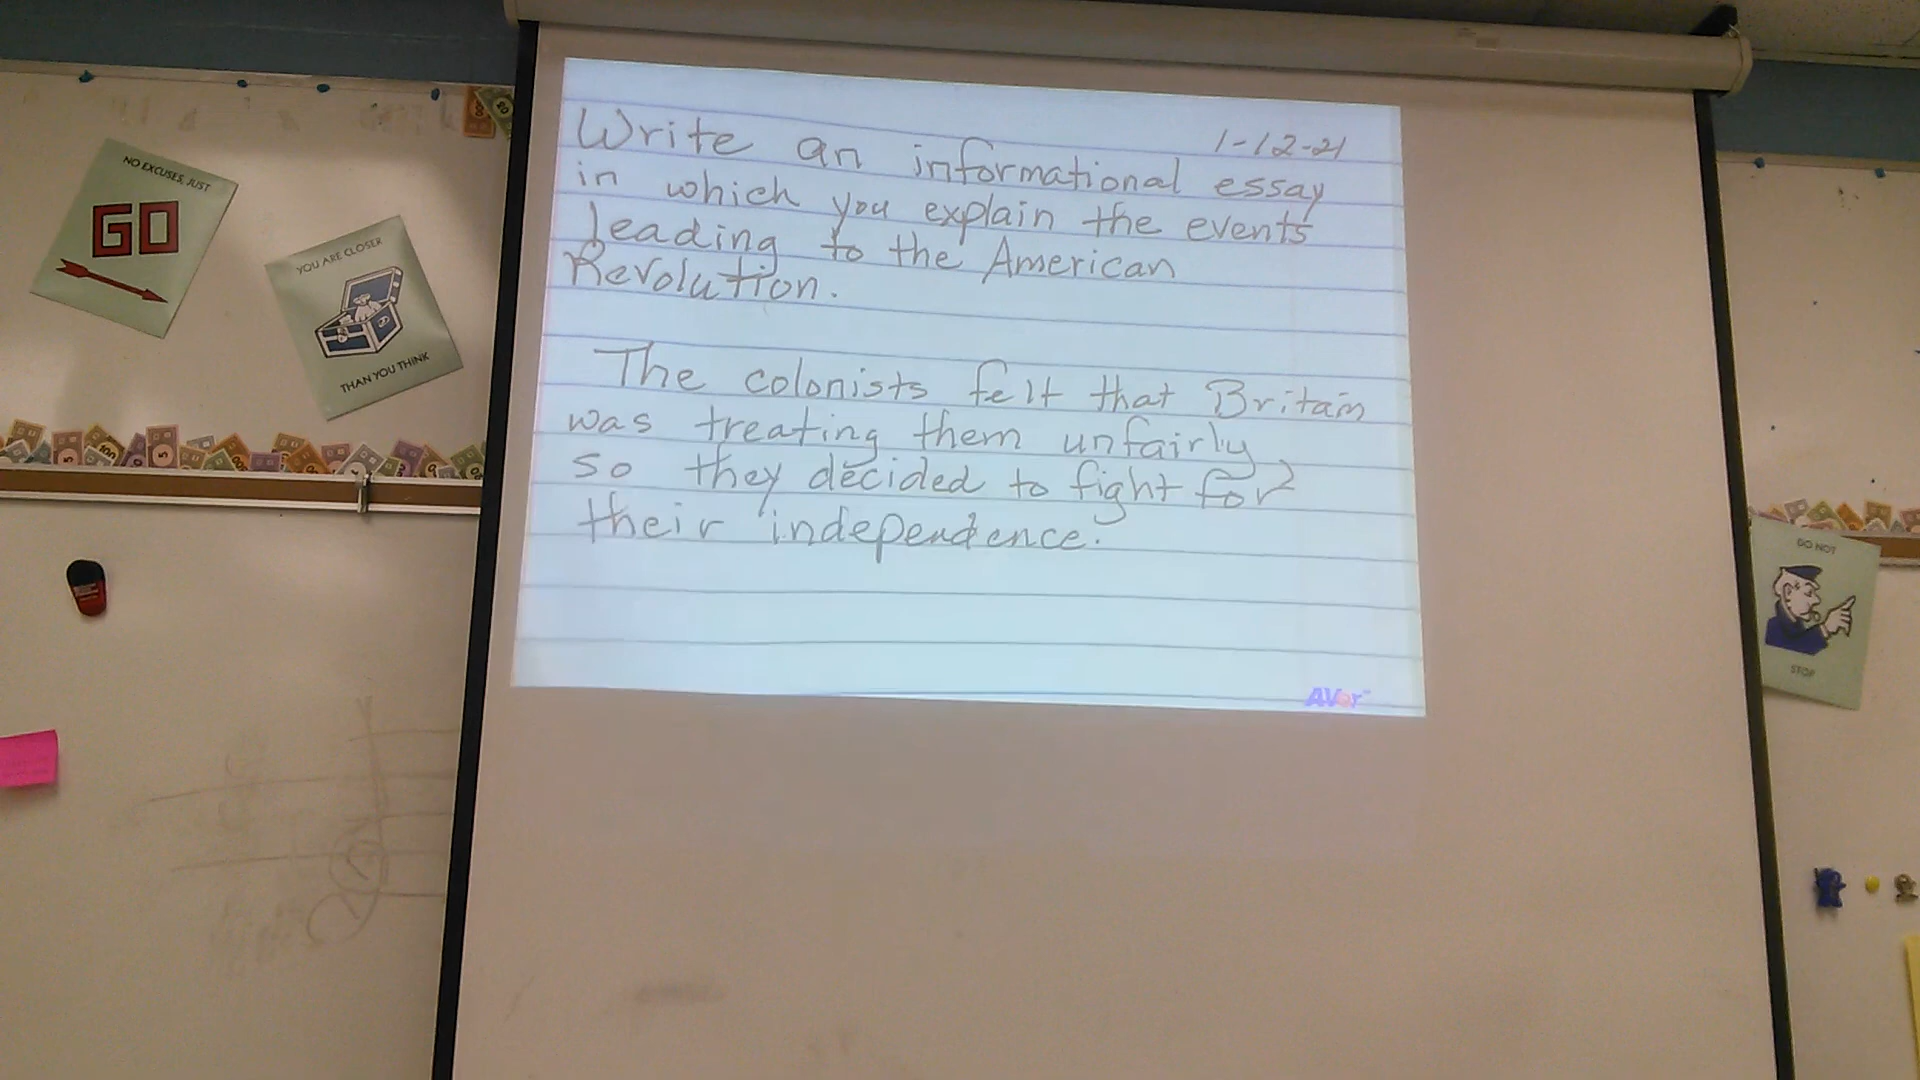 NO EXCUSES, JUST
GO
YOU ARE CLOSER
THAN YOU THINK
1-12-21
Write an informational essay
in which you explain the events
leading to the American
Revolution.
The colonists felt that Britain
was treating them unfairly,
so they decided to fight for
their independence.
AVer
GO NOT
STOP